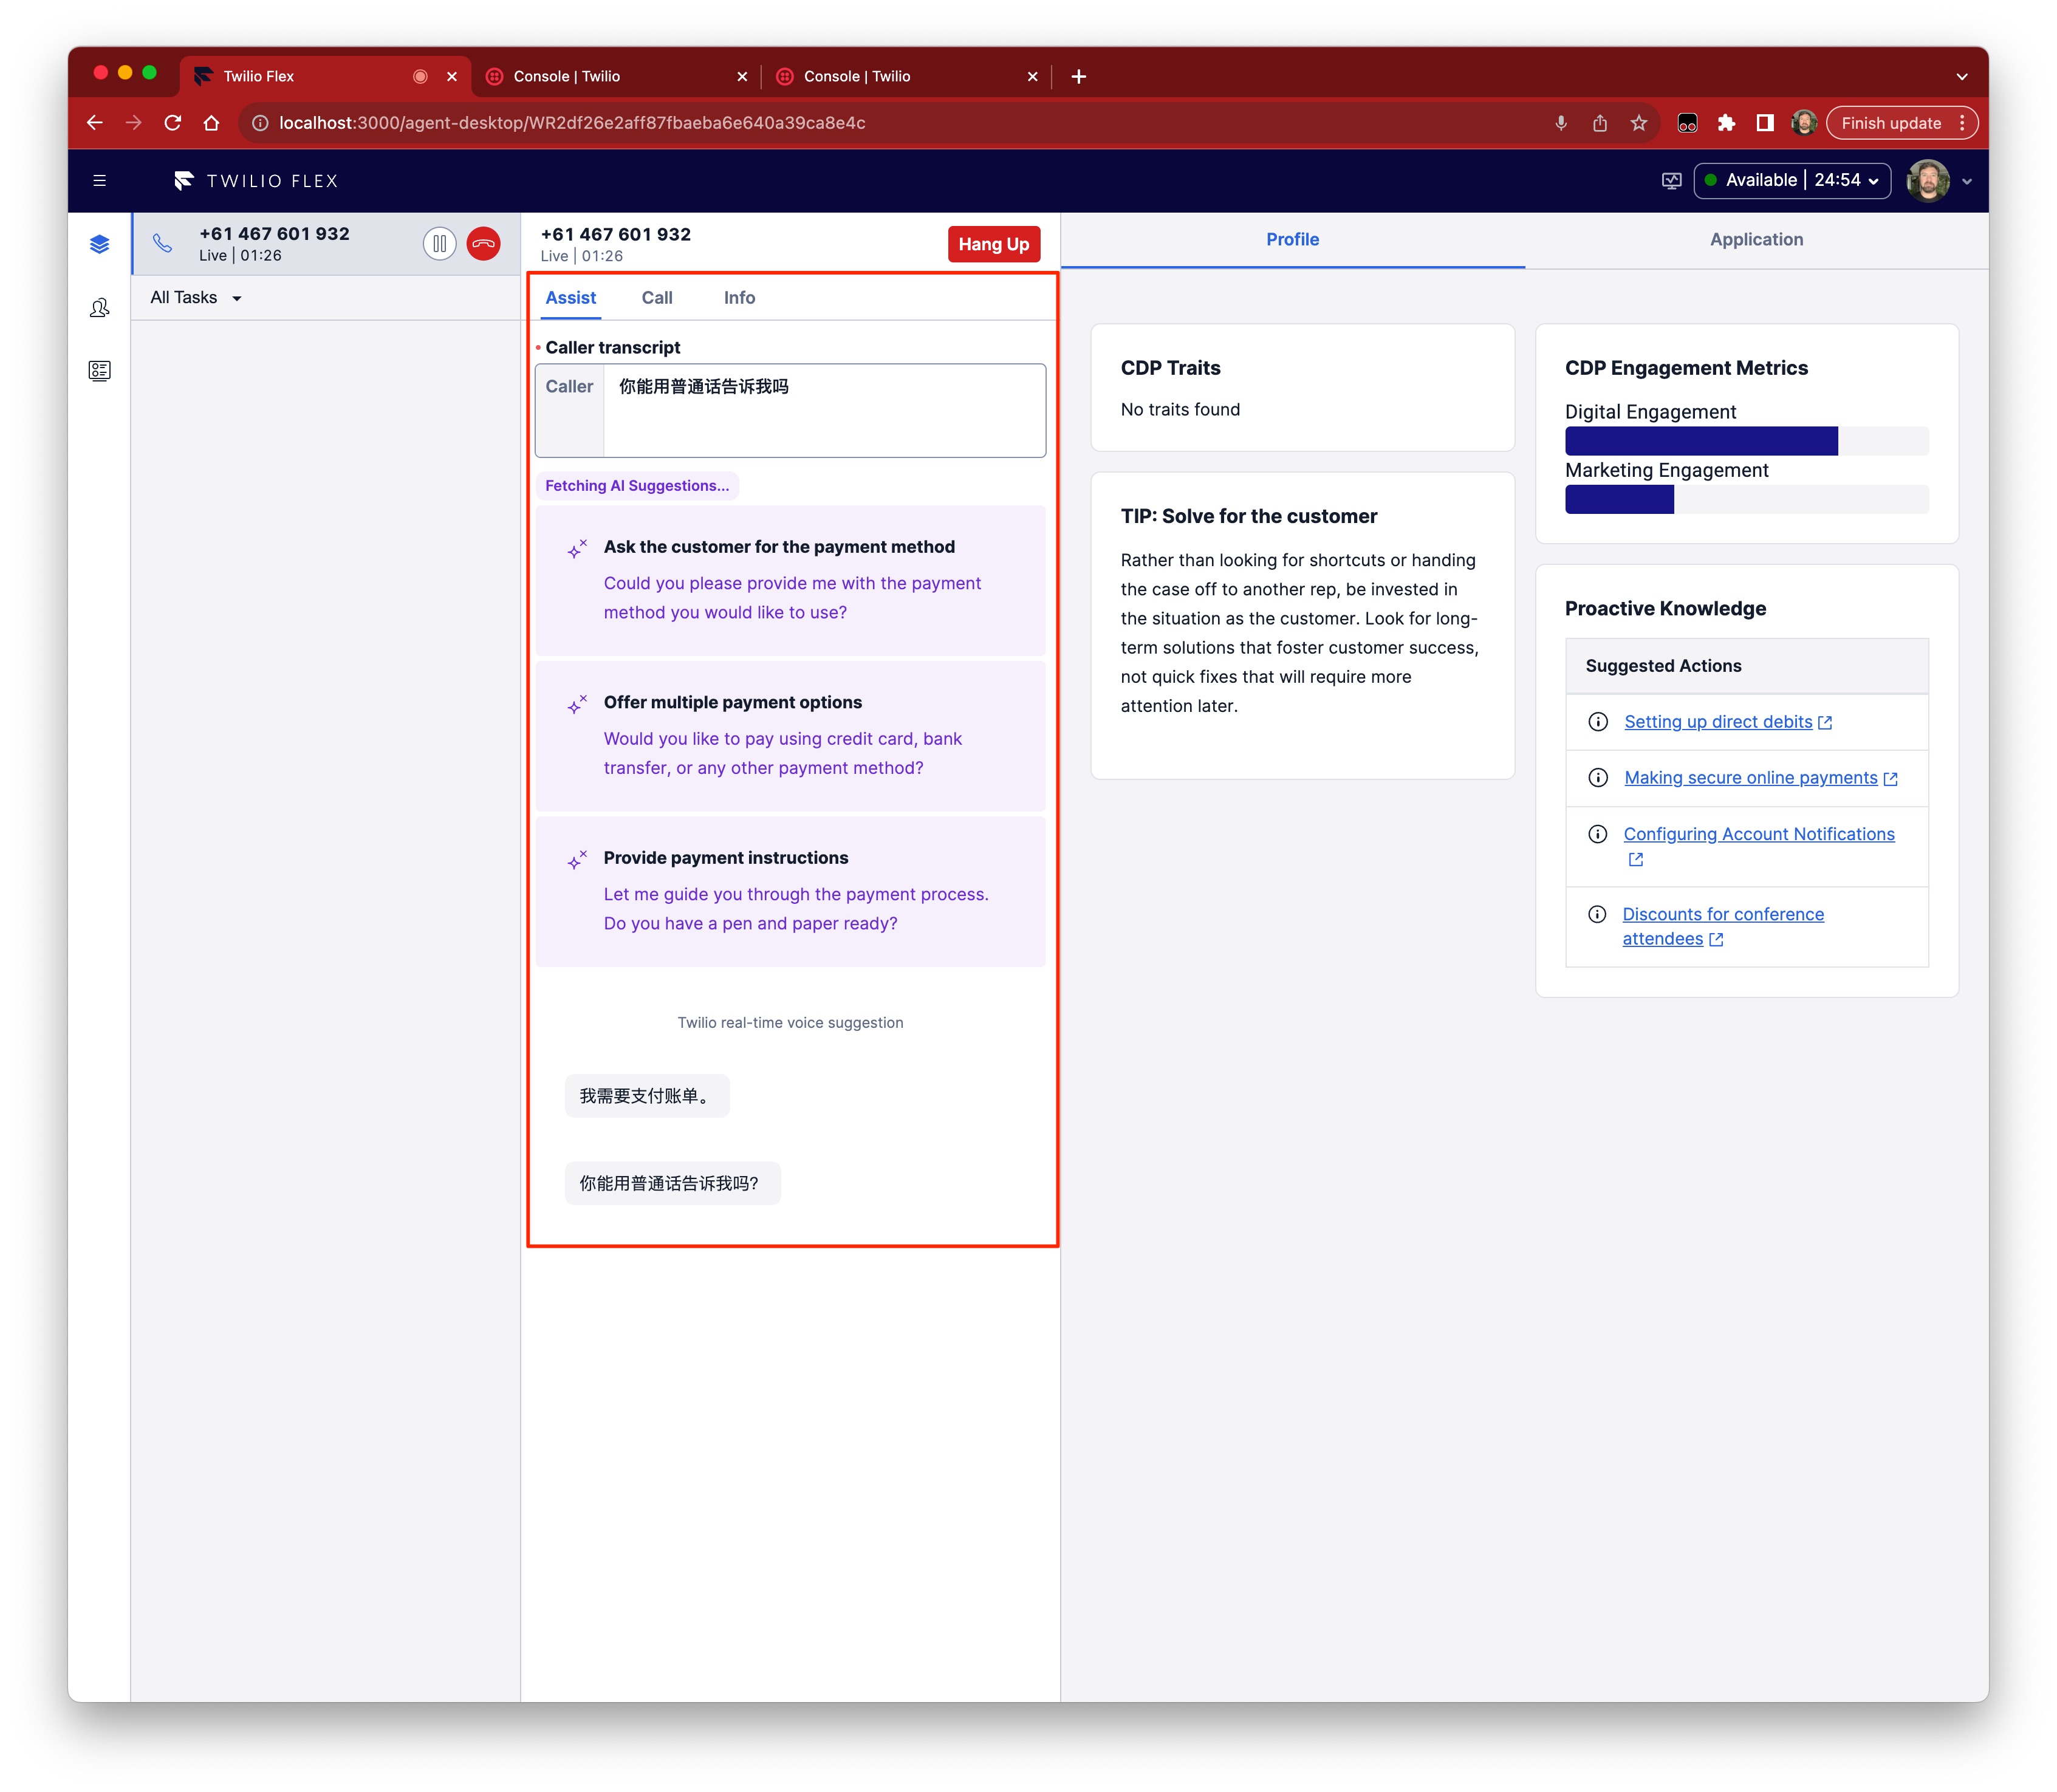 Twilio Flex
Console | Twilio
Console | Twilio
localhost:3000/agent-desktop/WR2df26e2aff87fbaeba6e640a39ca8e4c
Finish update
TWILIO FLEX
Available | 24:54
+61 467 601 932
Live | 01:26
All Tasks
+61 467 601 932
Live | 01:26
Hang Up
Assist
Call
Info
Caller transcript
Caller
你能用普通话告诉我吗
Fetching AI Suggestions...
Ask the customer for the payment method
Could you please provide me with the payment
method you would like to use?
Offer multiple payment options
Would you like to pay using credit card, bank
transfer, or any other payment method?
Provide payment instructions
Let me guide you through the payment process.
Do you have a pen and paper ready?
Twilio real-time voice suggestion
我需要支付账单。
你能用普通话告诉我吗?
Profile
Application
CDP Traits
No traits found
TIP: Solve for the customer
Rather than looking for shortcuts or handing
the case off to another rep, be invested in
the situation as the customer. Look for long-
term solutions that foster customer success,
not quick fixes that will require more
attention later.
CDP Engagement Metrics
Digital Engagement
Marketing Engagement
Proactive Knowledge
Suggested Actions
Setting up direct debits
Making secure online payments
Configuring Account Notifications
Discounts for conference
attendees